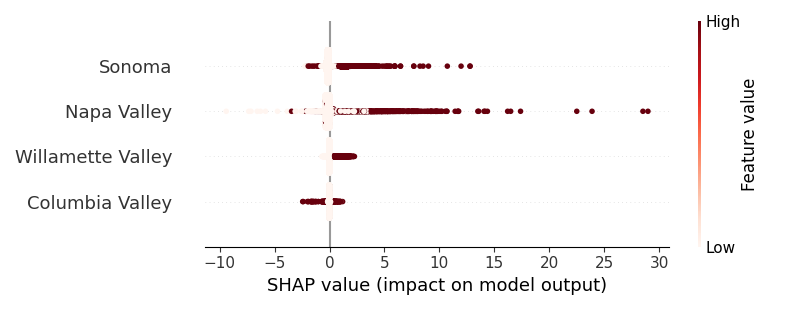 High
Sonoma
Napa Valley
Willamette Valley
Columbia Valley
Feature value
Low
−10 −5 0 5 10 15 20 25 30
SHAP value (impact on model output)